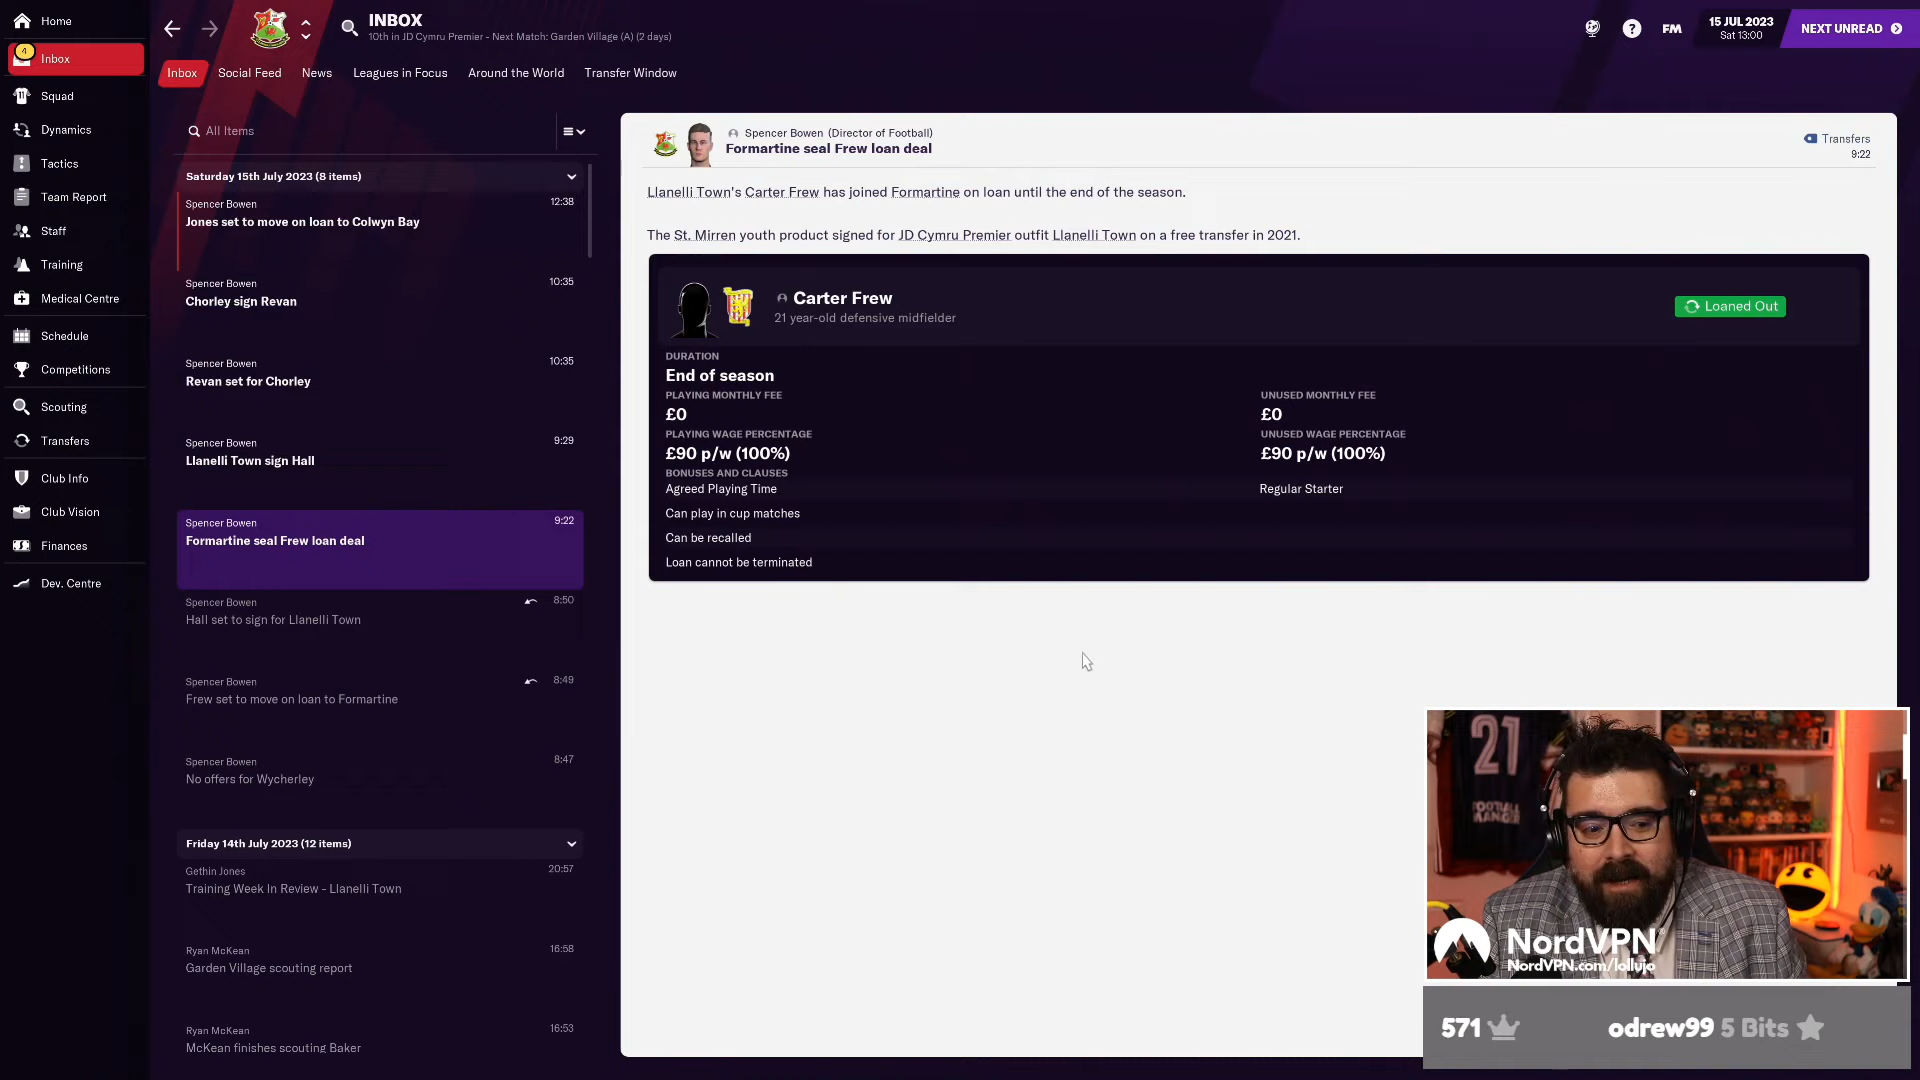 Home
INBOX
10th in JD Cymru Premier - Next Match: Garden Village (A) (2 days)
FM
15 JUL 2023
Sat 13:00
NEXT UNREAD
4
Inbox
Squad
Dynamics
Tactics
Team Report
Staff
Training
Medical Centre
Schedule
Competitions
Scouting
Transfers
Club Info
Club Vision
Finances
Dev. Centre
Inbox Social Feed News Leagues in Focus Around the World Transfer Window
All Items
Saturday 15th July 2023 (8 items)
Spencer Bowen 12:38
Jones set to move on loan to Colwyn Bay
Spencer Bowen 10:35
Chorley sign Revan
Spencer Bowen 10:35
Revan set for Chorley
Spencer Bowen 9:29
Llanelli Town sign Hall
Spencer Bowen 9:22
Formartine seal Frew loan deal
Spencer Bowen 8:50
Hall set to sign for Llanelli Town
Spencer Bowen 8:49
Frew set to move on loan to Formartine
Spencer Bowen 8:47
No offers for Wycherley
Friday 14th July 2023 (12 items)
Gethin Jones 20:57
Training Week In Review - Llanelli Town
Ryan McKean 16:58
Garden Village scouting report
Ryan McKean 16:53
McKean finishes scouting Baker
Spencer Bowen (Director of Football)
Formartine seal Frew loan deal
Transfers
9:22
Llanelli Town's Carter Frew has joined Formartine on loan until the end of the season.
The St. Mirren youth product signed for JD Cymru Premier outfit Llanelli Town on a free transfer in 2021.
Carter Frew
21 year-old defensive midfielder
Loaned Out
DURATION
End of season
PLAYING MONTHLY FEE UNUSED MONTHLY FEE
£0 £0
PLAYING WAGE PERCENTAGE UNUSED WAGE PERCENTAGE
£90 p/w (100%) £90 p/w (100%)
BONUSES AND CLAUSES
Agreed Playing Time Regular Starter
Can play in cup matches
Can be recalled
Loan cannot be terminated
21
FOOTBALL
MANOR
NordVPN
NordVPN.com/lollujo
571 odrew99 5 Bits